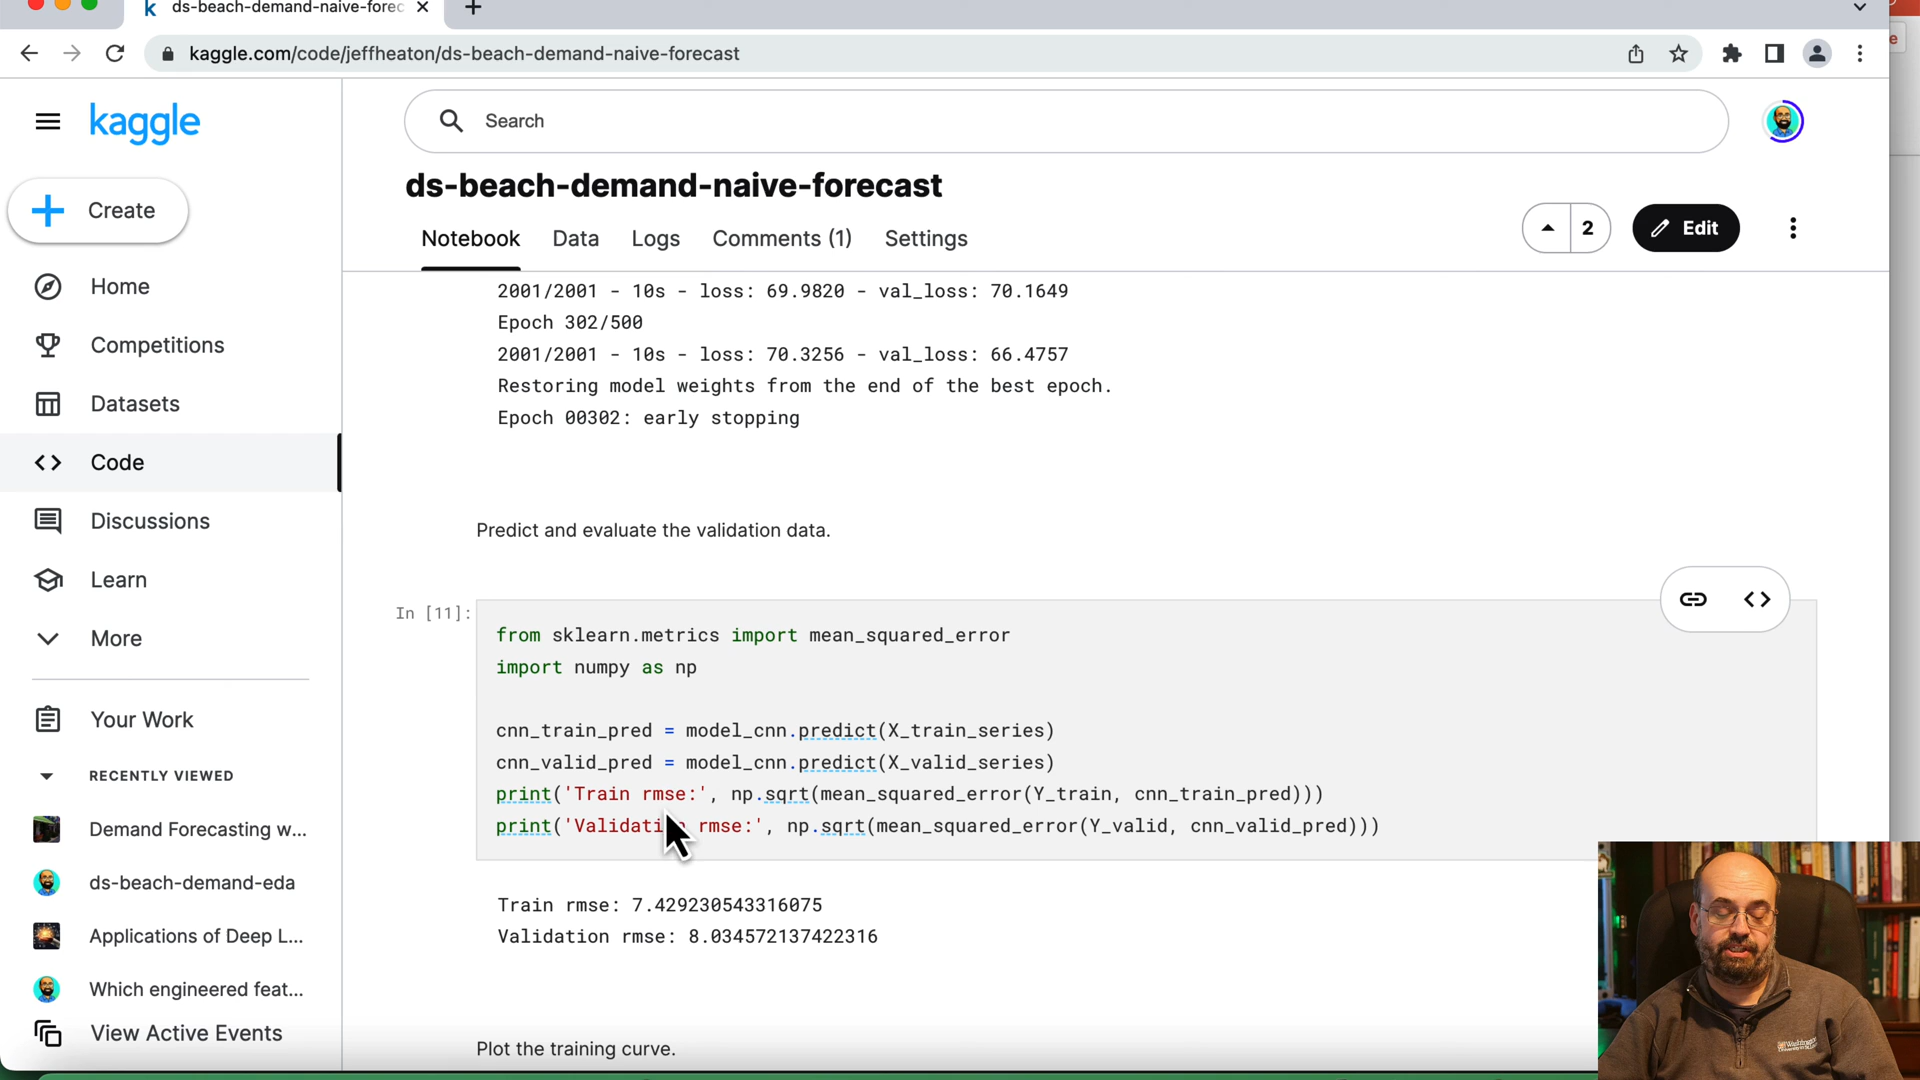 ds-beach-demand-naive-forec
kaggle.com/code/jeffheaton/ds-beach-demand-naive-forecast
kaggle
Search
Create
ds-beach-demand-naive-forecast
Notebook
Data
Logs
Comments (1)
Settings
2
Edit
Home
Competitions
Datasets
Code
Discussions
Learn
More
Your Work
RECENTLY VIEWED
Demand Forecasting w...
ds-beach-demand-eda
Applications of Deep L...
Which engineered feat...
View Active Events
2001/2001 - 10s - loss: 69.9820 - val_loss: 70.1649
Epoch 302/500
2001/2001 - 10s - loss: 70.3256 - val_loss: 66.4757
Restoring model weights from the end of the best epoch.
Epoch 00302: early stopping
Predict and evaluate the validation data.
In [11]:
from sklearn.metrics import mean_squared_error
import numpy as np
cnn_train_pred = model_cnn.predict(X_train_series)
cnn_valid_pred = model_cnn.predict(X_valid_series)
print('Train rmse:', np.sqrt(mean_squared_error(Y_train, cnn_train_pred)))
print('Validation rmse:', np.sqrt(mean_squared_error(Y_valid, cnn_valid_pred)))
Train rmse: 7.429230543316075
Validation rmse: 8.034572137422316
Plot the training curve.
Washington